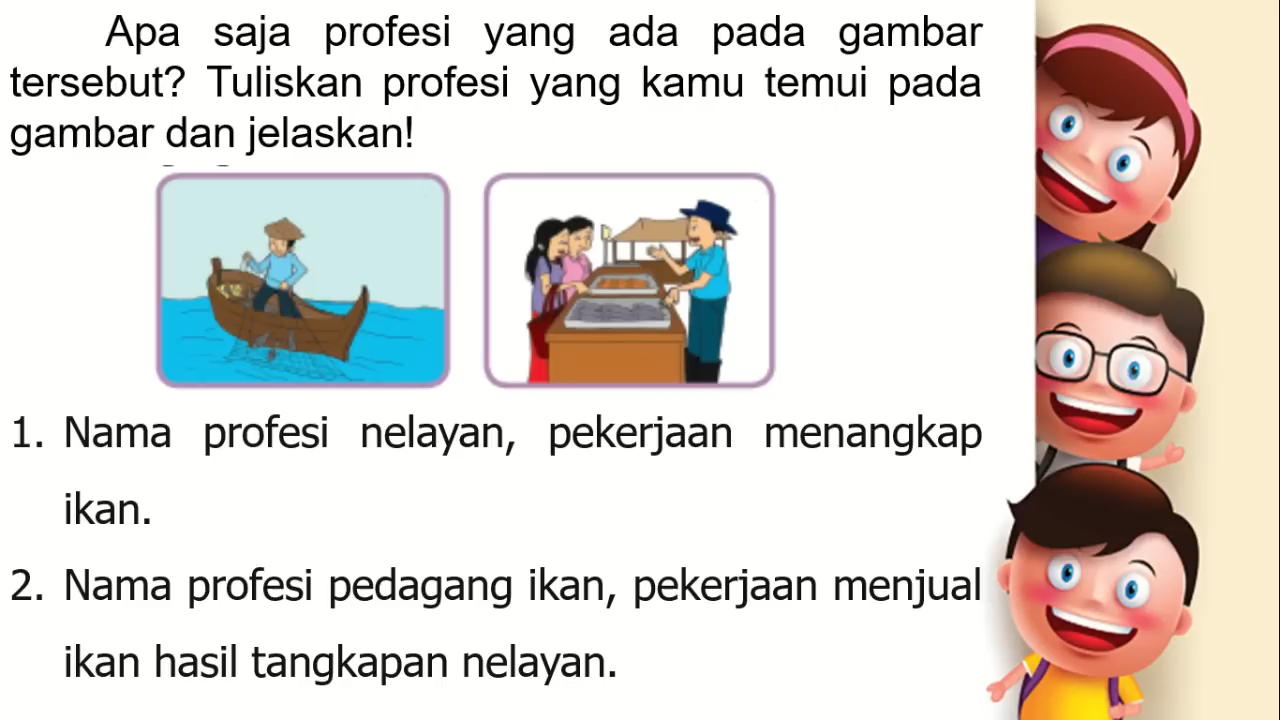 Apa saja profesi yang ada pada gambar
tersebut? Tuliskan profesi yang kamu temui pada
gambar dan jelaskan!
1. Nama profesi nelayan, pekerjaan menangkap
ikan.
2. Nama profesi pedagang ikan, pekerjaan menjual
ikan hasil tangkapan nelayan.